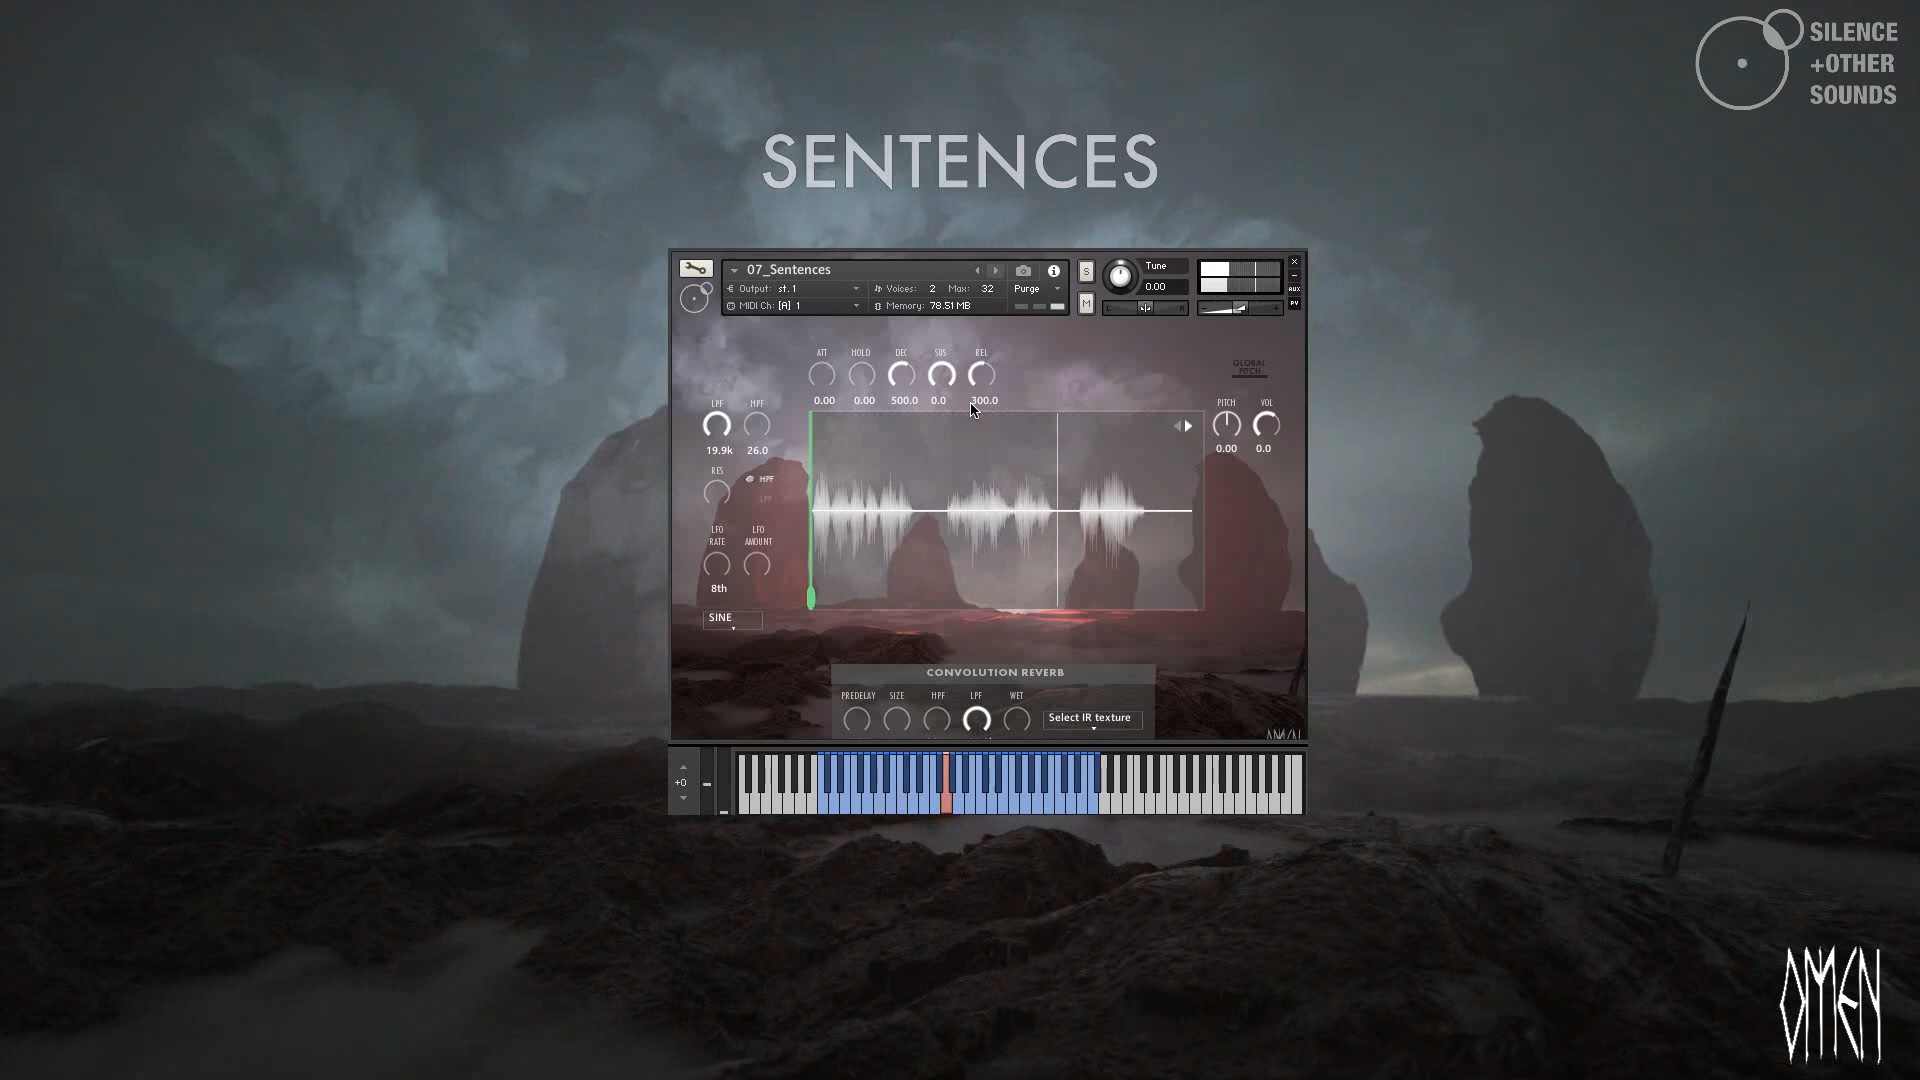 SILENCE
+OTHER
SOUNDS
SENTENCES
07_Sentences
S
Tune
0.00
Output: st.1
Voices: 2 Max: 32
Purge
AUX
MIDI Ch: [A] 1
Memory: 78.51 MB
M
L
R
PV
ATT HOLD DEC SUS REL
0.00 0.00 500.0 0.0 300.0
GLOBAL
PITCH
LPF HPF
19.9k 26.0
PITCH VOL
0.00 0.0
RES
HPF
LPF
LFO
RATE
LFO
AMOUNT
8th
SINE
CONVOLUTION REVERB
PREDELAY SIZE HPF LPF WET
Select IR texture
+0
OMEN